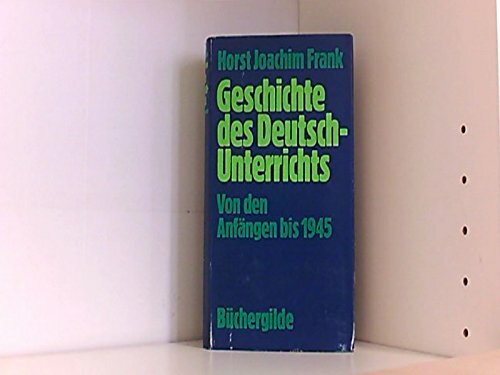 Horst Joachim Frank
Geschichte
des Deutsch-
Unterrichts
Von den
Anfängen bis 1945
Büchergilde